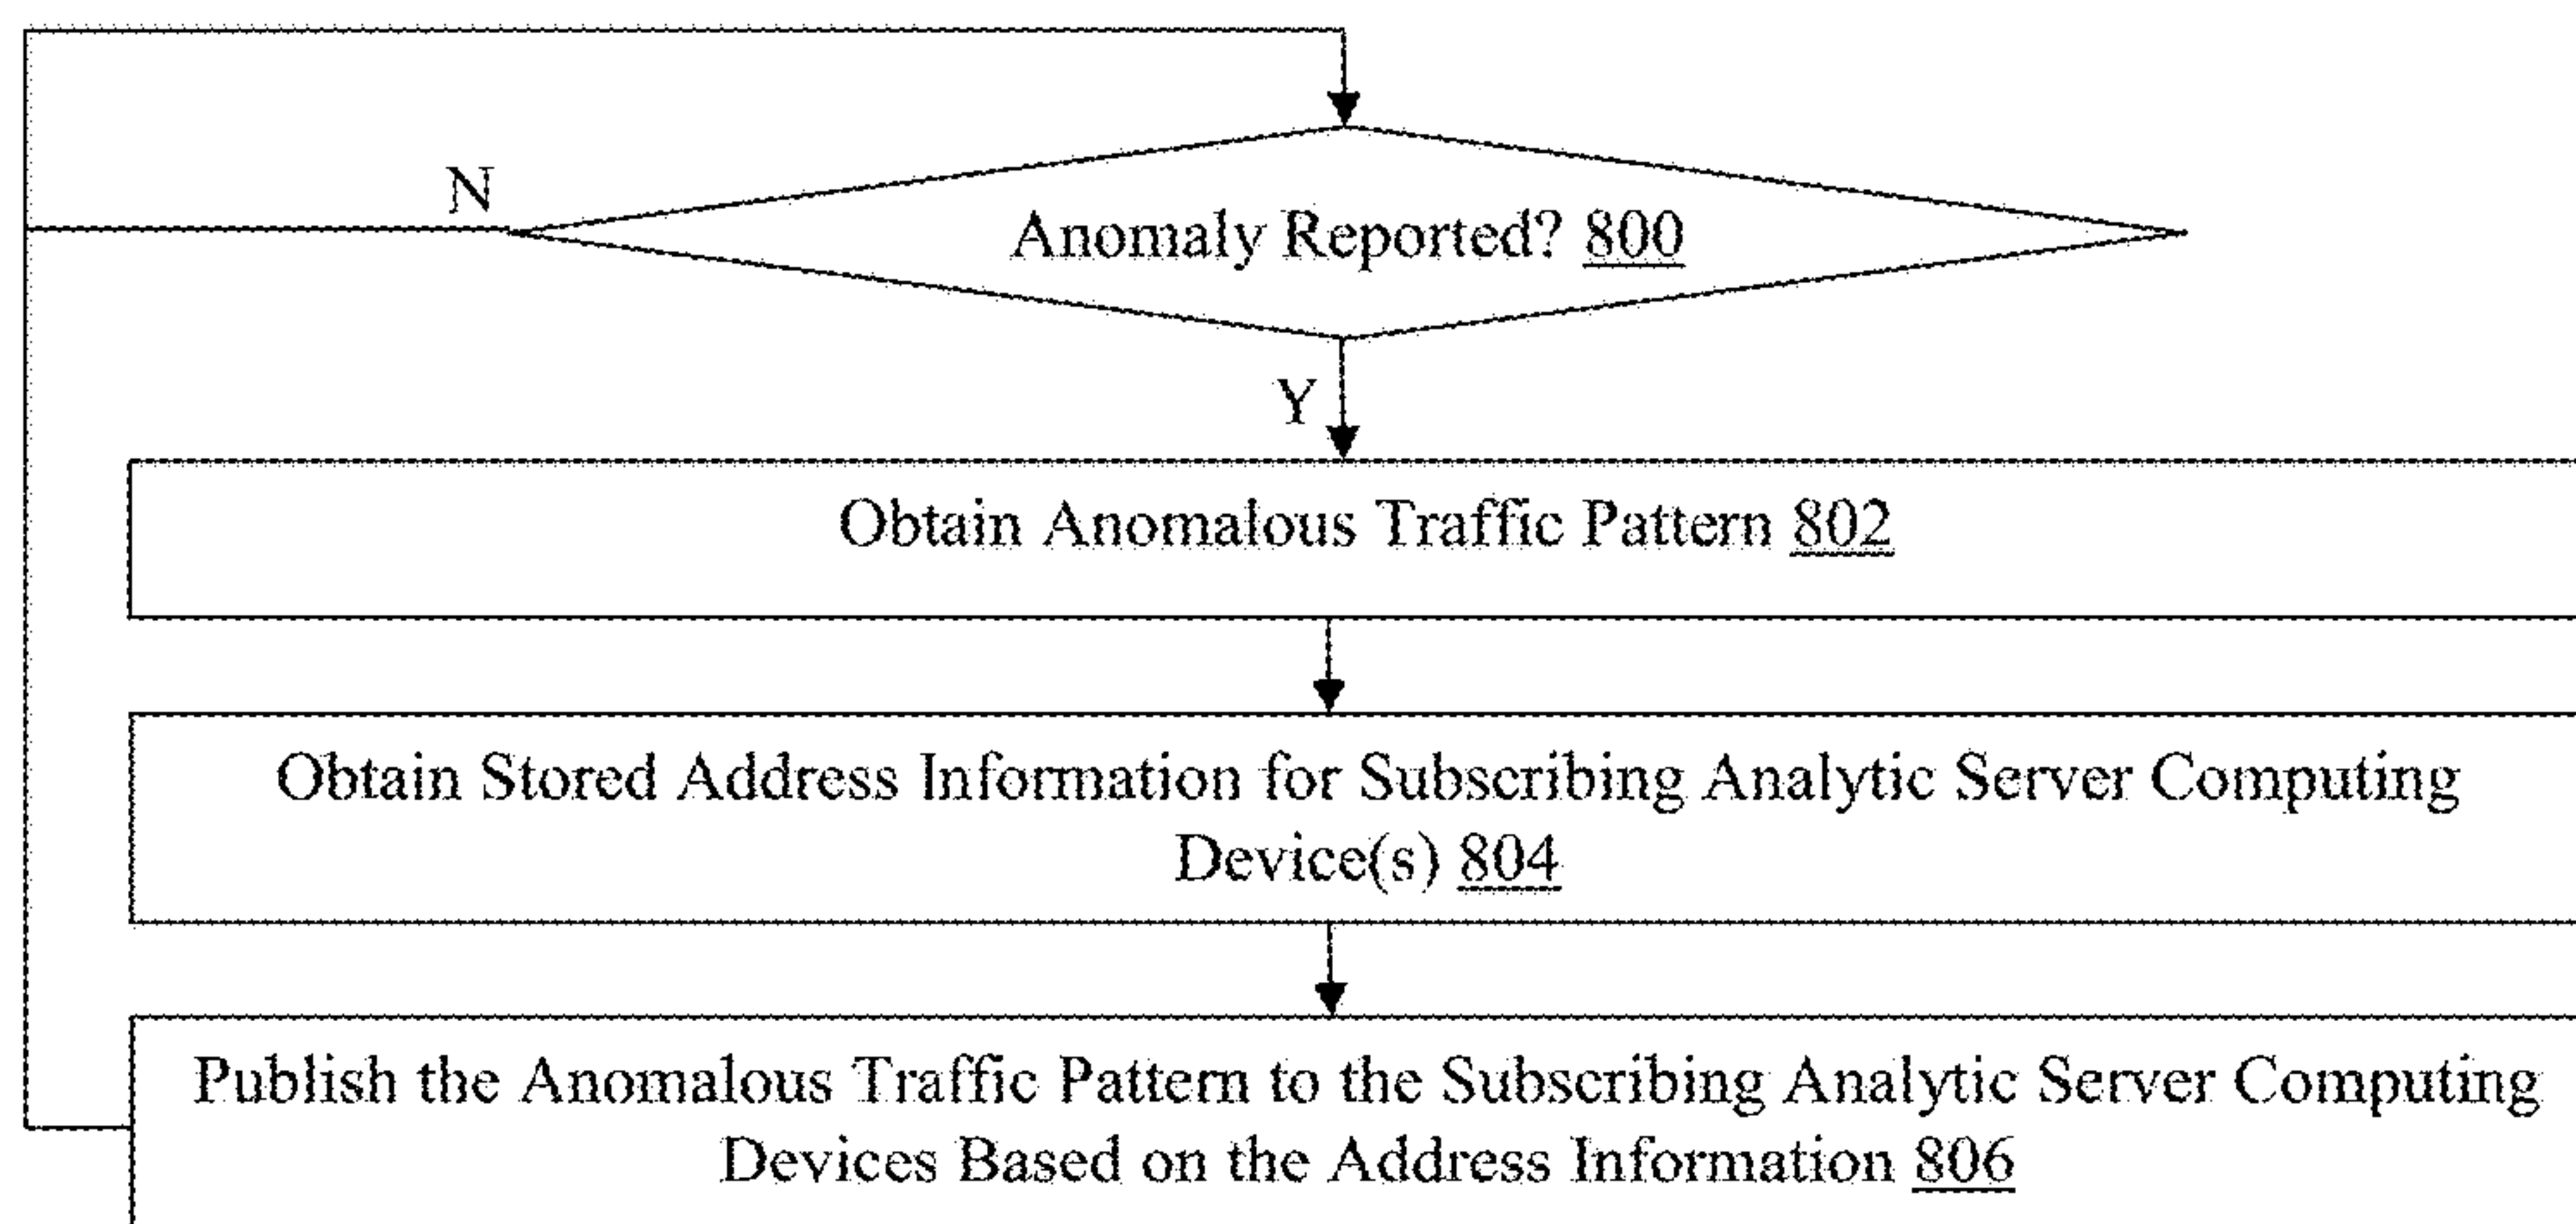 N
Anomaly Reported? 800
Y
Obtain Anomalous Traffic Pattern 802
Obtain Stored Address Information for Subscribing Analytic Server Computing
Device(s) 804
Publish the Anomalous Traffic Pattern to the Subscribing Analytic Server Computing
Devices Based on the Address Information 806